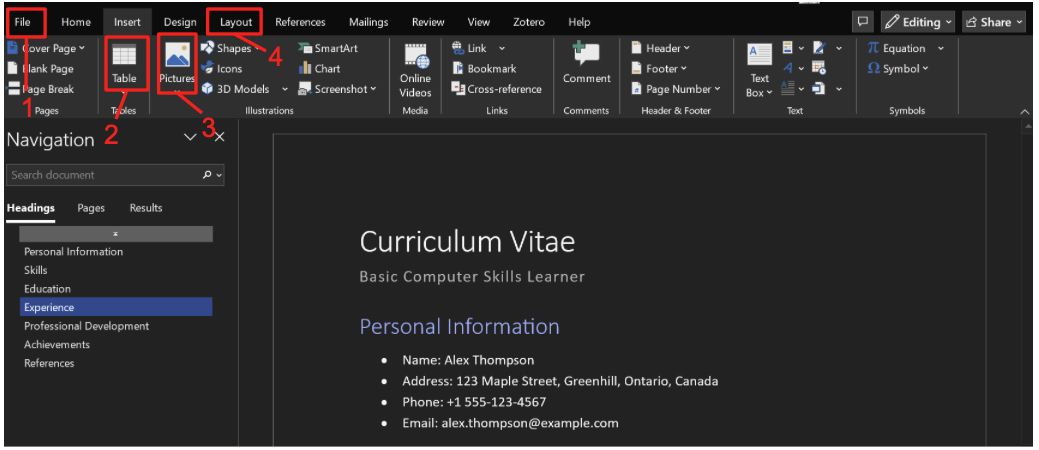 File Home Insert Design Layout References Mailings Review View Zotero Help Editing Share
Cover Page Shapes SmartArt Link Header Equation
Blank Page Icons Chart Bookmark Footer Symbol
Page Break 3D Models Screenshot Cross-reference Page Number
Table Pictures Online Videos Comment Text Box
Pages Tables Illustrations Media Links Comments Header & Footer Text Symbols
1 2 3 4
Navigation
Search document
Headings Pages Results
Personal Information
Skills
Education
Experience
Professional Development
Achievements
References
Curriculum Vitae
Basic Computer Skills Learner
Personal Information
• Name: Alex Thompson
• Address: 123 Maple Street, Greenhill, Ontario, Canada
• Phone: +1 555-123-4567
• Email: alex.thompson@example.com